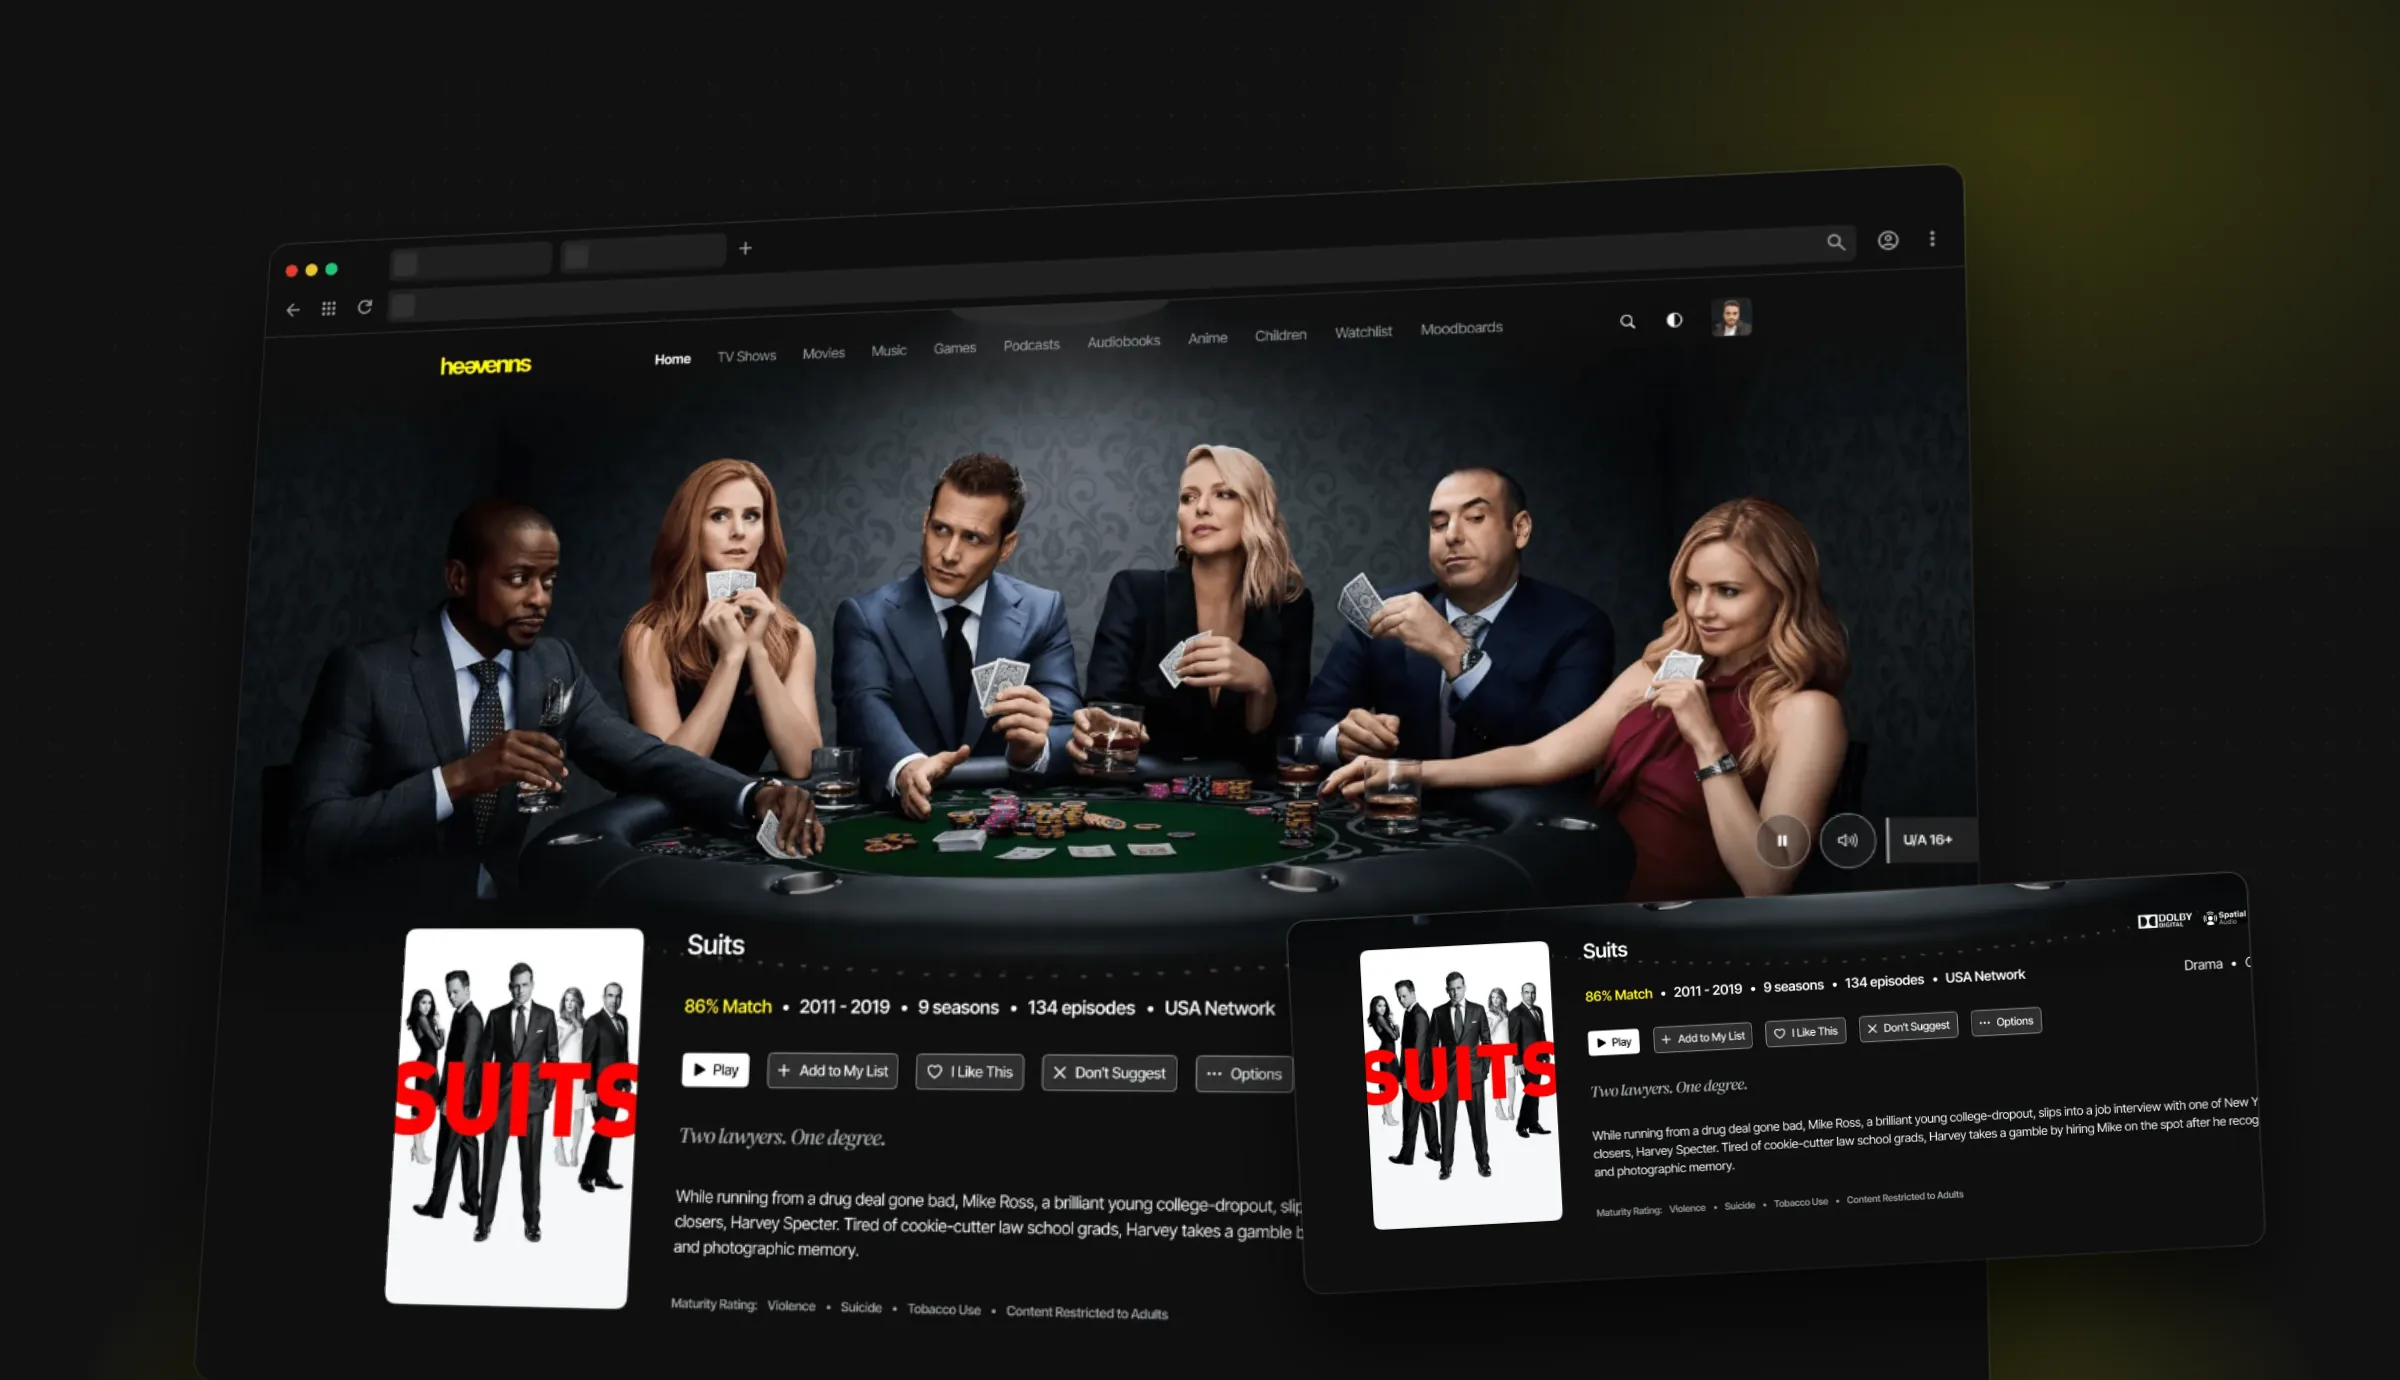 heavenns
Home TV Shows Movies Music Games Podcasts Audiobooks Anime Children Watchlist Moodboards
U/A 16+
SUITS
Suits
86% Match • 2011 - 2019 • 9 seasons • 134 episodes • USA Network
Play Add to My List I Like This Don't Suggest Options
Two lawyers. One degree.
While running from a drug deal gone bad, Mike Ross, a brilliant young college-dropout,
closers, Harvey Specter. Tired of cookie-cutter law school grads, Harvey takes a gamble
and photographic memory.
Maturity Rating: Violence • Suicide • Tobacco Use • Content Restricted to Adults
DOLBY DIGITAL Spatial Audio
SUITS
Suits
Drama •
86% Match • 2011 - 2019 • 9 seasons • 134 episodes • USA Network
Play Add to My List I Like This Don't Suggest Options
Two lawyers. One degree.
While running from a drug deal gone bad, Mike Ross, a brilliant young college-dropout, slips into a job interview with one of New
closers, Harvey Specter. Tired of cookie-cutter law school grads, Harvey takes a gamble by hiring Mike on the spot after he
and photographic memory.
Maturity Rating: Violence • Suicide • Tobacco Use • Content Restricted to Adults